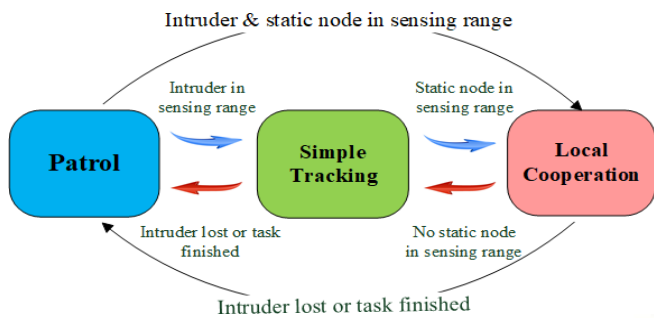 Intruder & static node in sensing range
Intruder in
sensing range
Static node in
sensing range
Patrol
Simple
Tracking
Local
Cooperation
Intruder lost or task
finished
No static node
in sensing range
Intruder lost or task finished